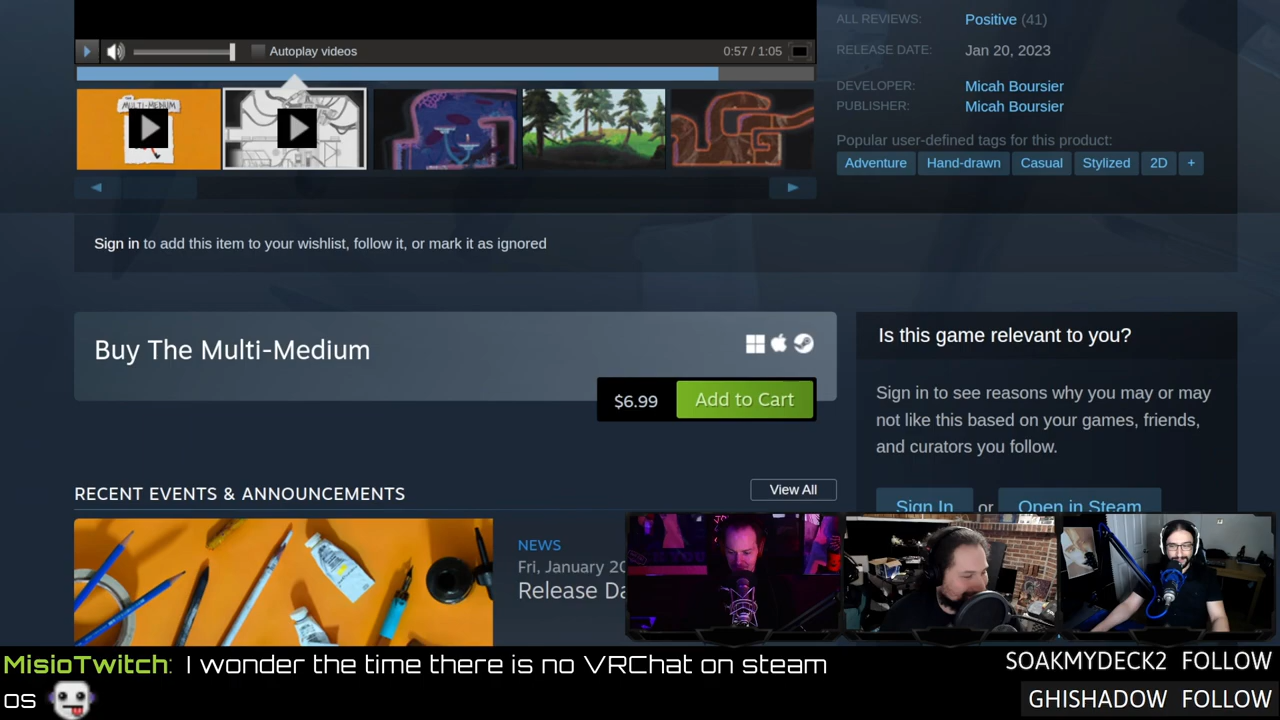 ALL REVIEWS: Positive (41)
RELEASE DATE: Jan 20, 2023
Autoplay videos
0:57 / 1:05
DEVELOPER: Micah Boursier
PUBLISHER: Micah Boursier
MULTI-MEDIUM
Popular user-defined tags for this product:
Adventure Hand-drawn Casual Stylized 2D +
Sign in to add this item to your wishlist, follow it, or mark it as ignored
Buy The Multi-Medium
$6.99 Add to Cart
Is this game relevant to you?
Sign in to see reasons why you may or may
not like this based on your games, friends,
and curators you follow.
Sign In or Open in Steam
RECENT EVENTS & ANNOUNCEMENTS
View All
NEWS
Fri, January 20
Release Da
MisioTwitch: I wonder the time there is no VRChat on steam
os
SOAKMYDECK2 FOLLOW
GHISHADOW FOLLOW